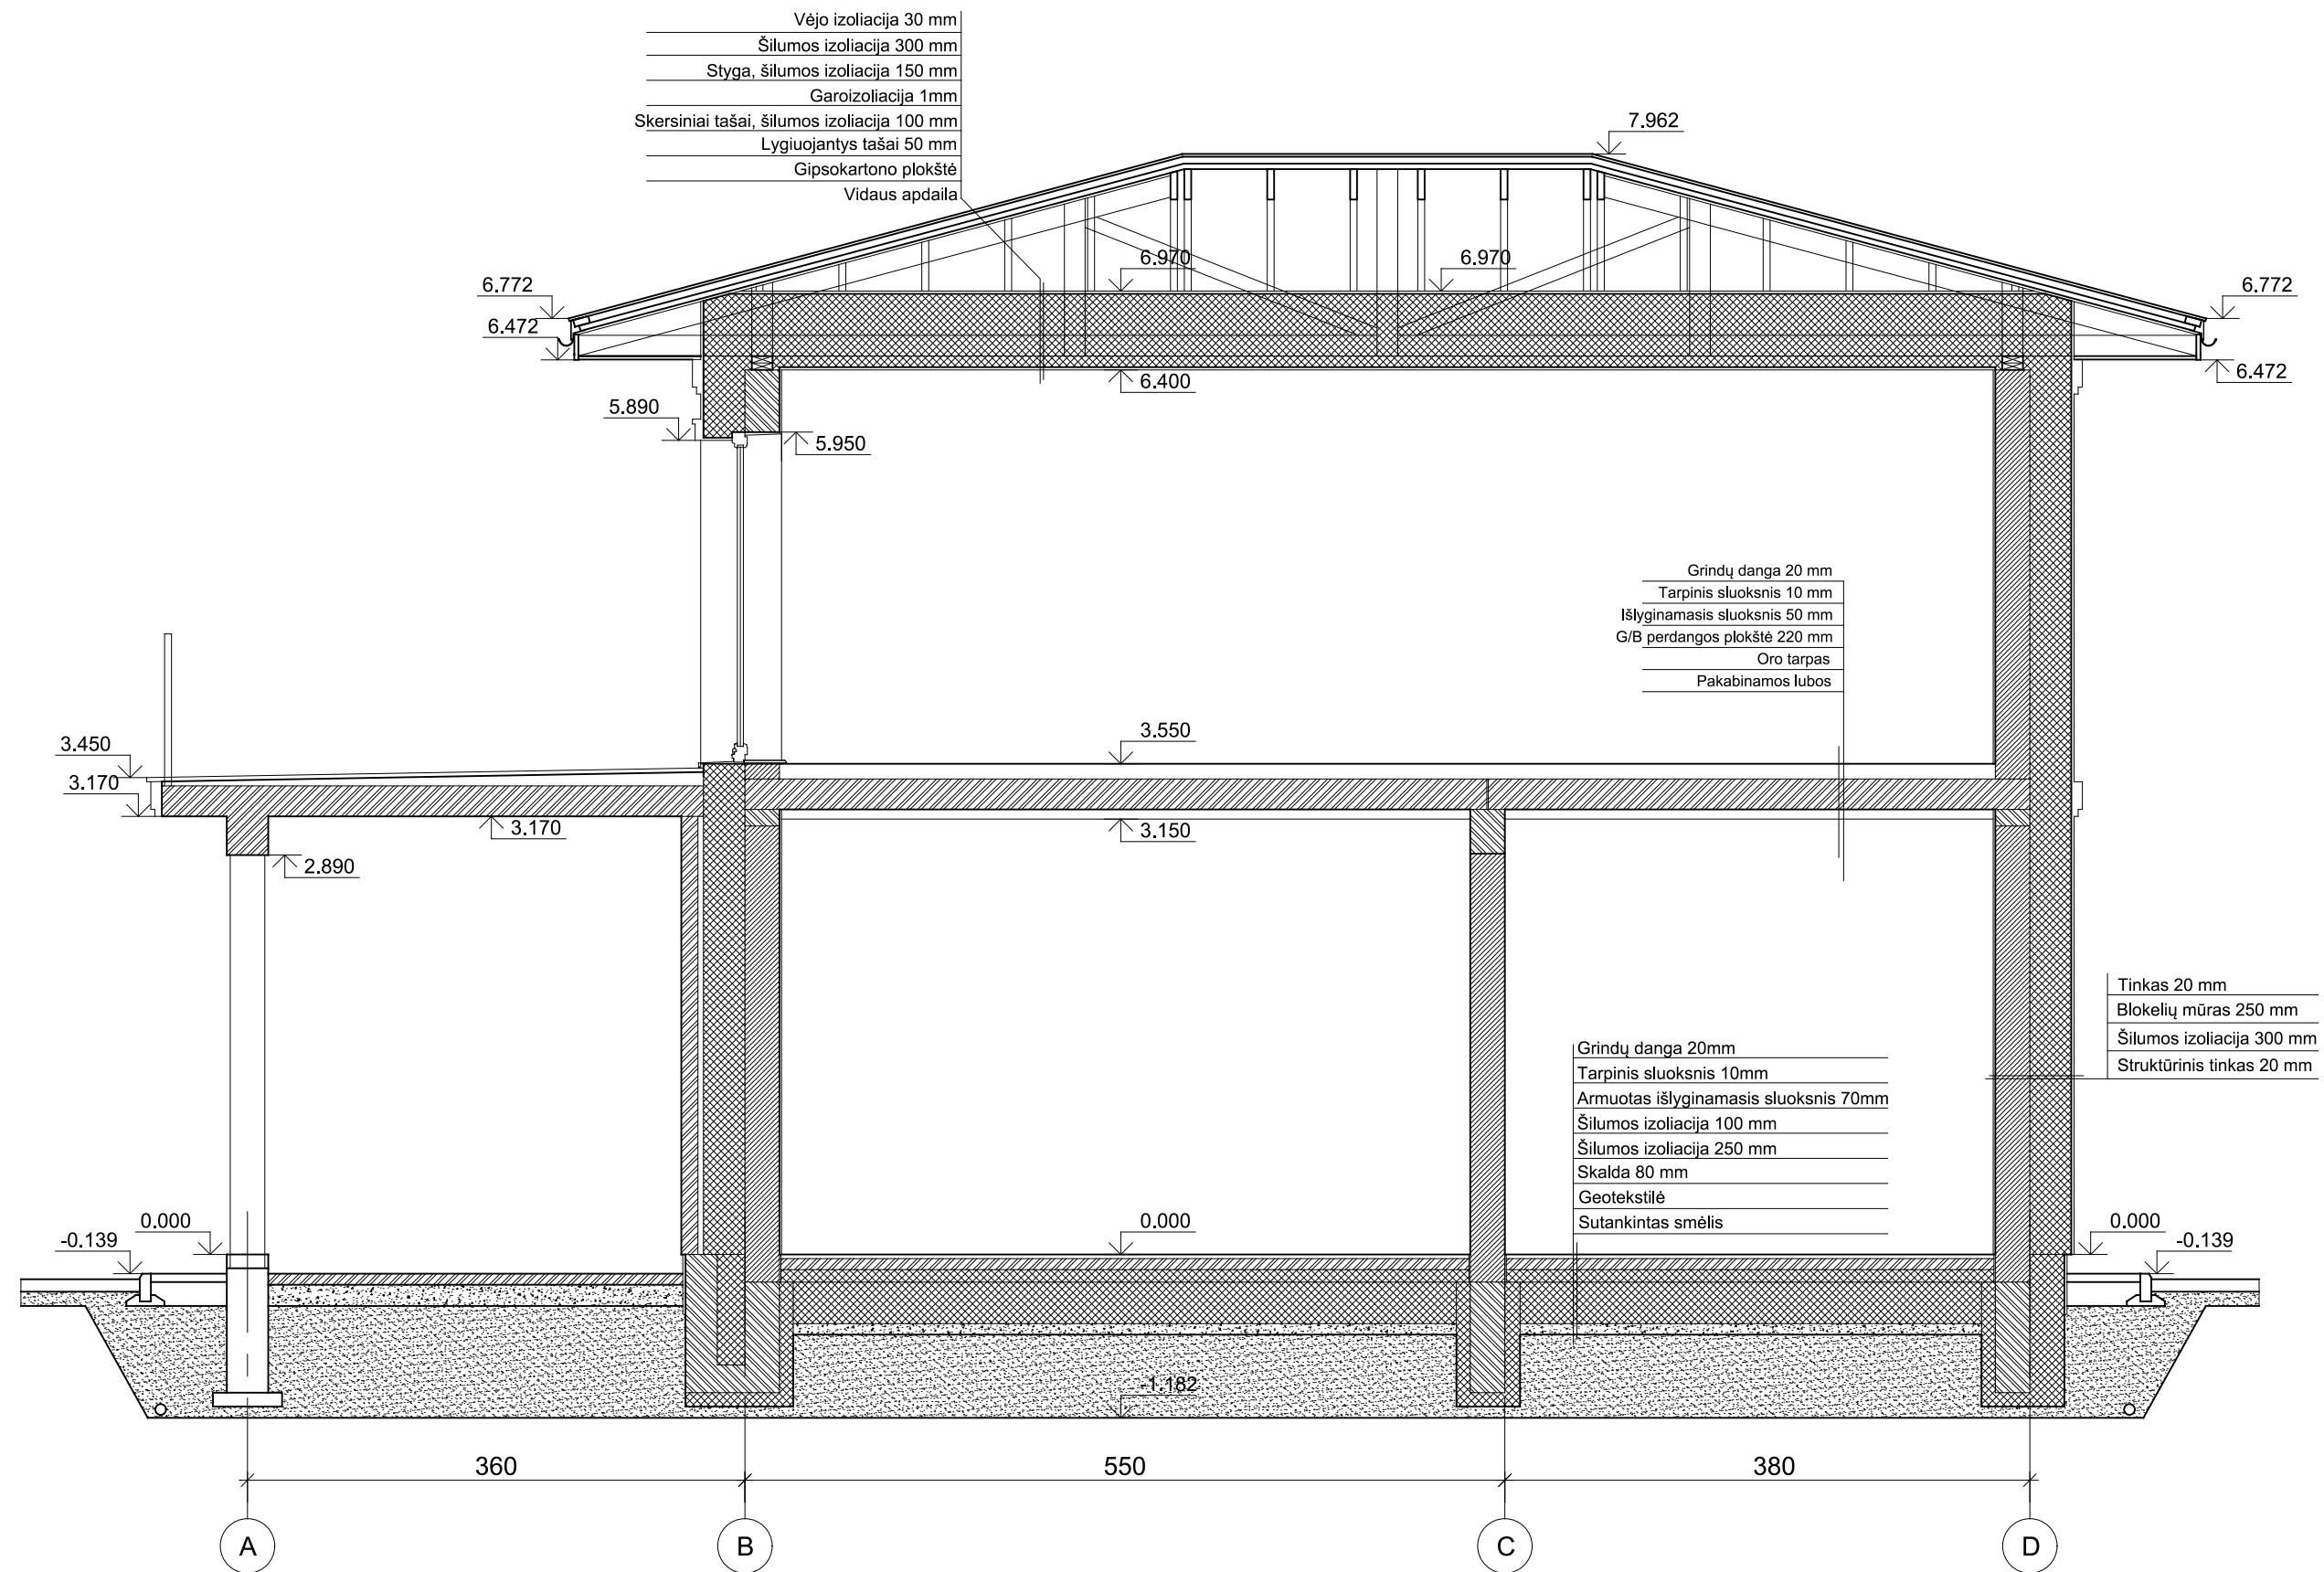 Vėjo izoliacija 30 mm
Šilumos izoliacija 300 mm
Styga, šilumos izoliacija 150 mm
Garoizoliacija 1mm
Skersiniai tašai, šilumos izoliacija 100 mm
Lygiuojantys tašai 50 mm
Gipsokartono plokštė
Vidaus apdaila
7.962
6.970
6.970
6.772
6.772
6.472
6.472
6.400
5.890
5.950
Grindų danga 20 mm
Tarpinis sluoksnis 10 mm
Išlyginamasis sluoksnis 50 mm
G/B perdangos plokštė 220 mm
Oro tarpas
Pakabinamos lubos
3.550
3.450
3.170
3.170
3.150
2.890
Tinkas 20 mm
Blokelių mūras 250 mm
Šilumos izoliacija 300 mm
Struktūrinis tinkas 20 mm
Grindų danga 20mm
Tarpinis sluoksnis 10mm
Armuotas išlyginamasis sluoksnis 70mm
Šilumos izoliacija 100 mm
Šilumos izoliacija 250 mm
Skalda 80 mm
Geotekstilė
Sutankintas smėlis
0.000
0.000
0.000
-0.139
-0.139
-1.182
360
550
380
A
B
C
D